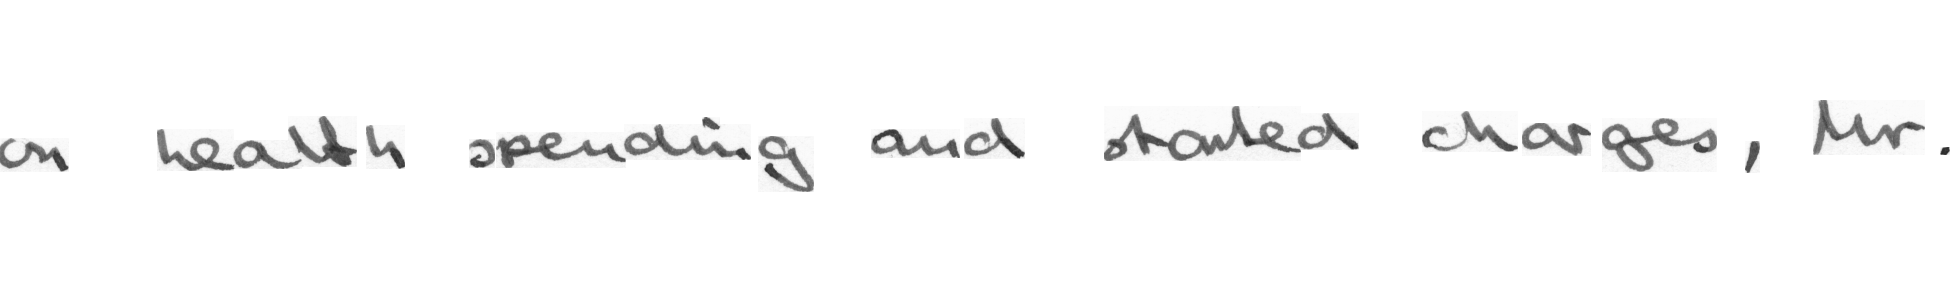 on health spending and started charges, Mr.